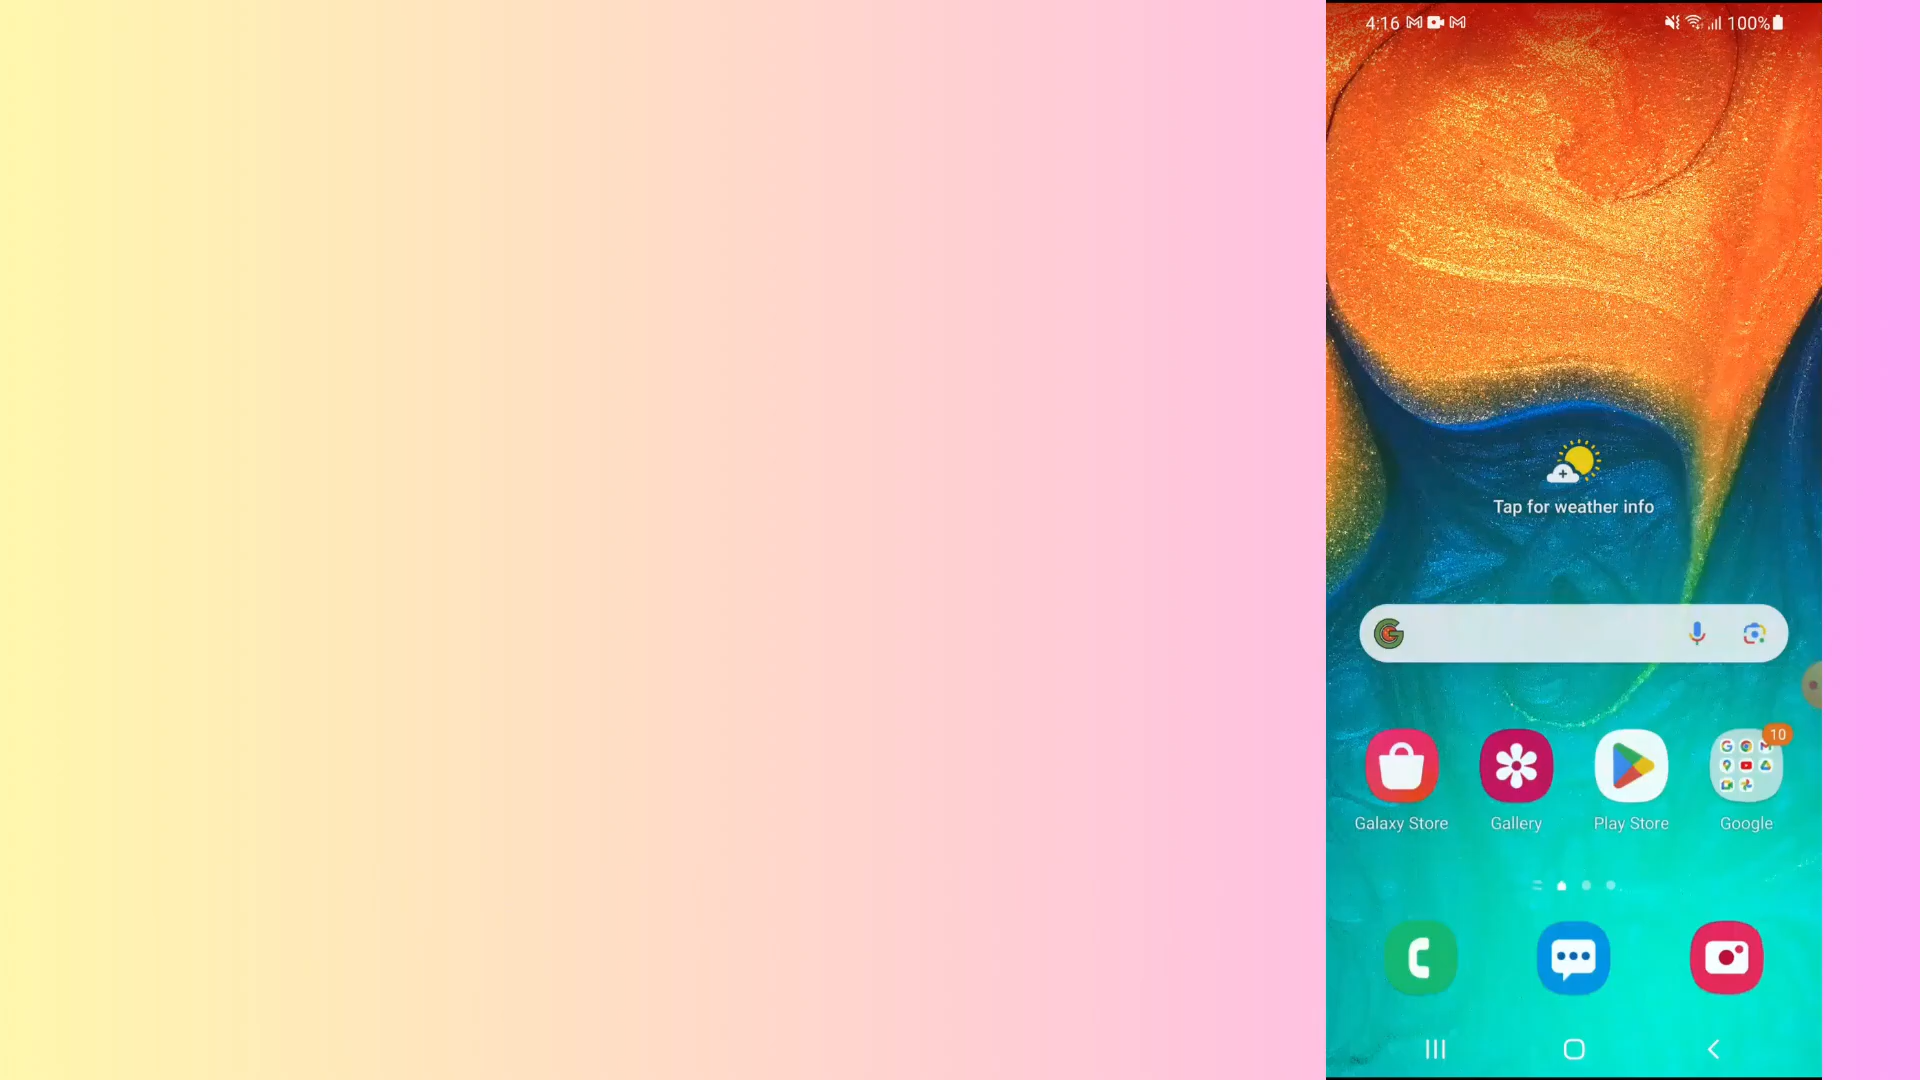 4:16
100%
Tap for weather info
10
Galaxy Store
Gallery
Play Store
Google